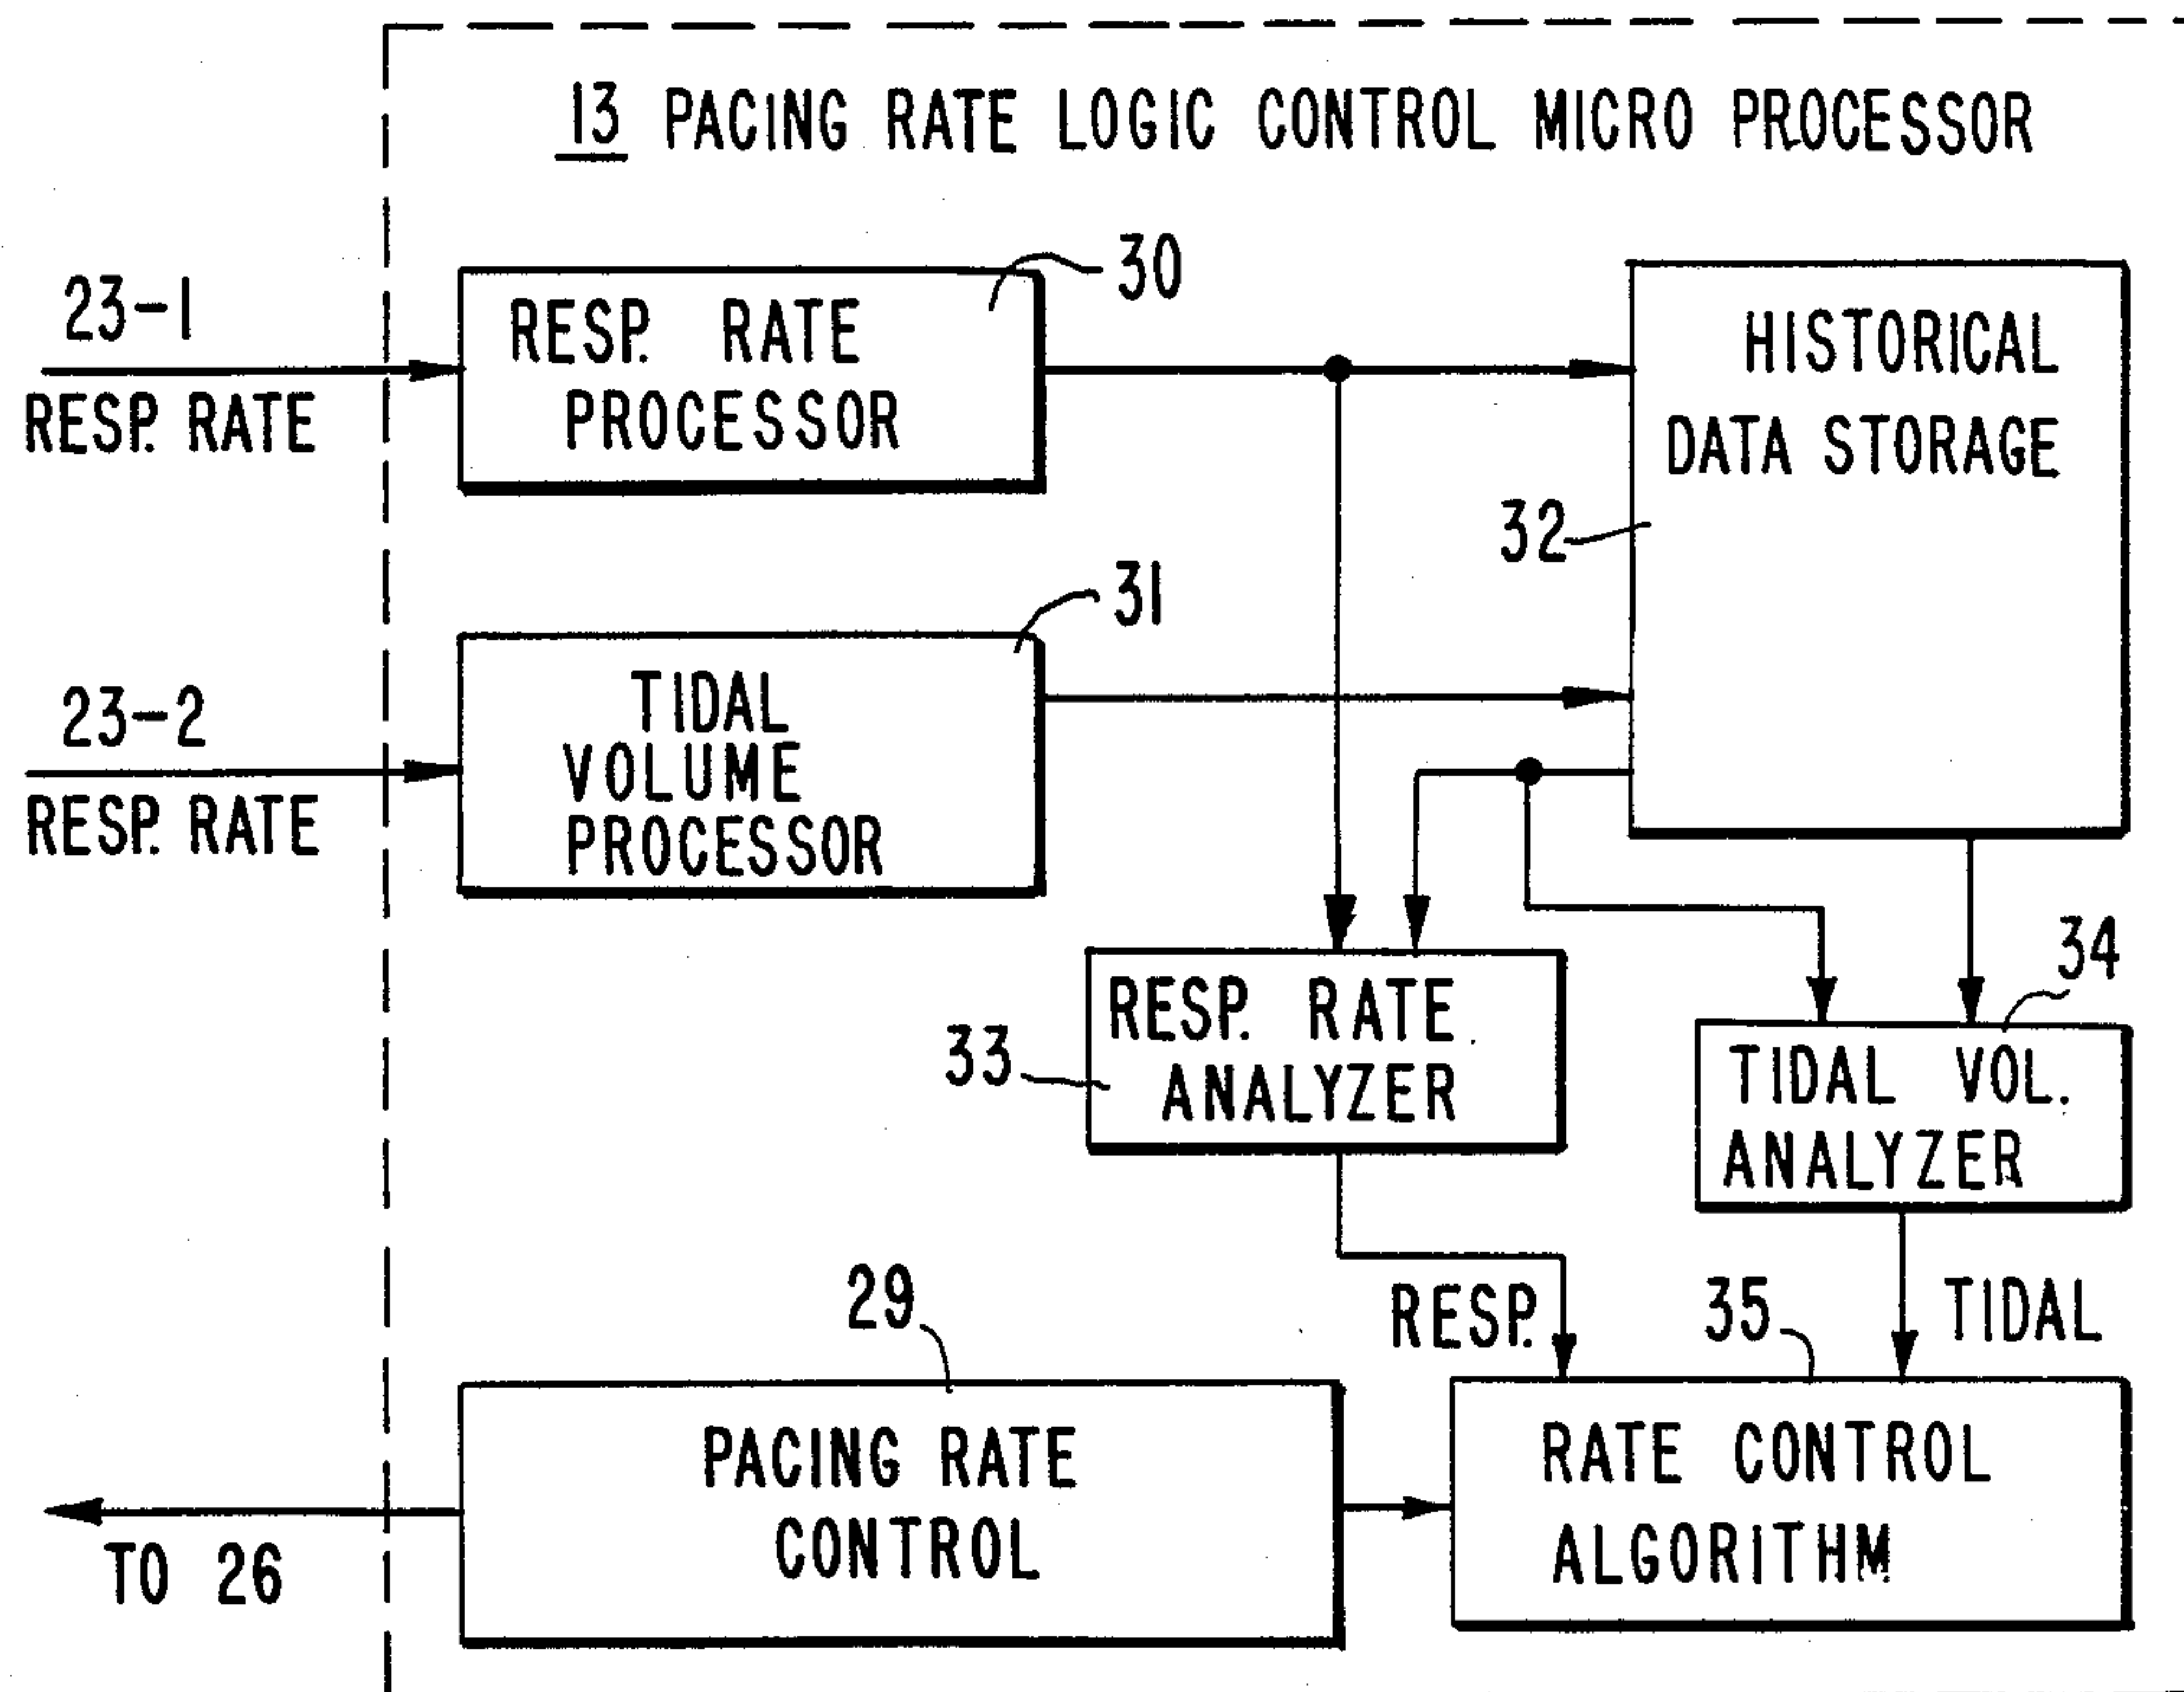 13 PACING RATE LOGIC CONTROL MICRO PROCESSOR
23-1
RESP. RATE
RESP. RATE
PROCESSOR
30
HISTORICAL
DATA STORAGE
32
31
23-2
RESP. RATE
TIDAL
VOLUME
PROCESSOR
33
RESP. RATE
ANALYZER
34
TIDAL VOL.
ANALYZER
RESP.
TIDAL
29
35
PACING RATE
CONTROL
RATE CONTROL
ALGORITHM
TO 26